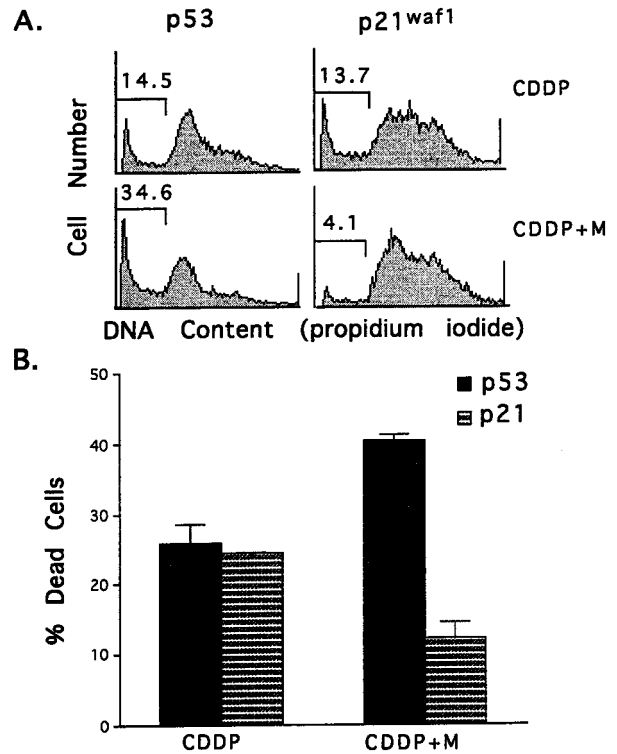 A.
p53
p21waf1
14.5
13.7
CDDP
34.6
4.1
CDDP+M
Cell Number
DNA Content (propidium iodide)
B.
50
40
30
20
10
0
% Dead Cells
p53
p21
CDDP
CDDP+M